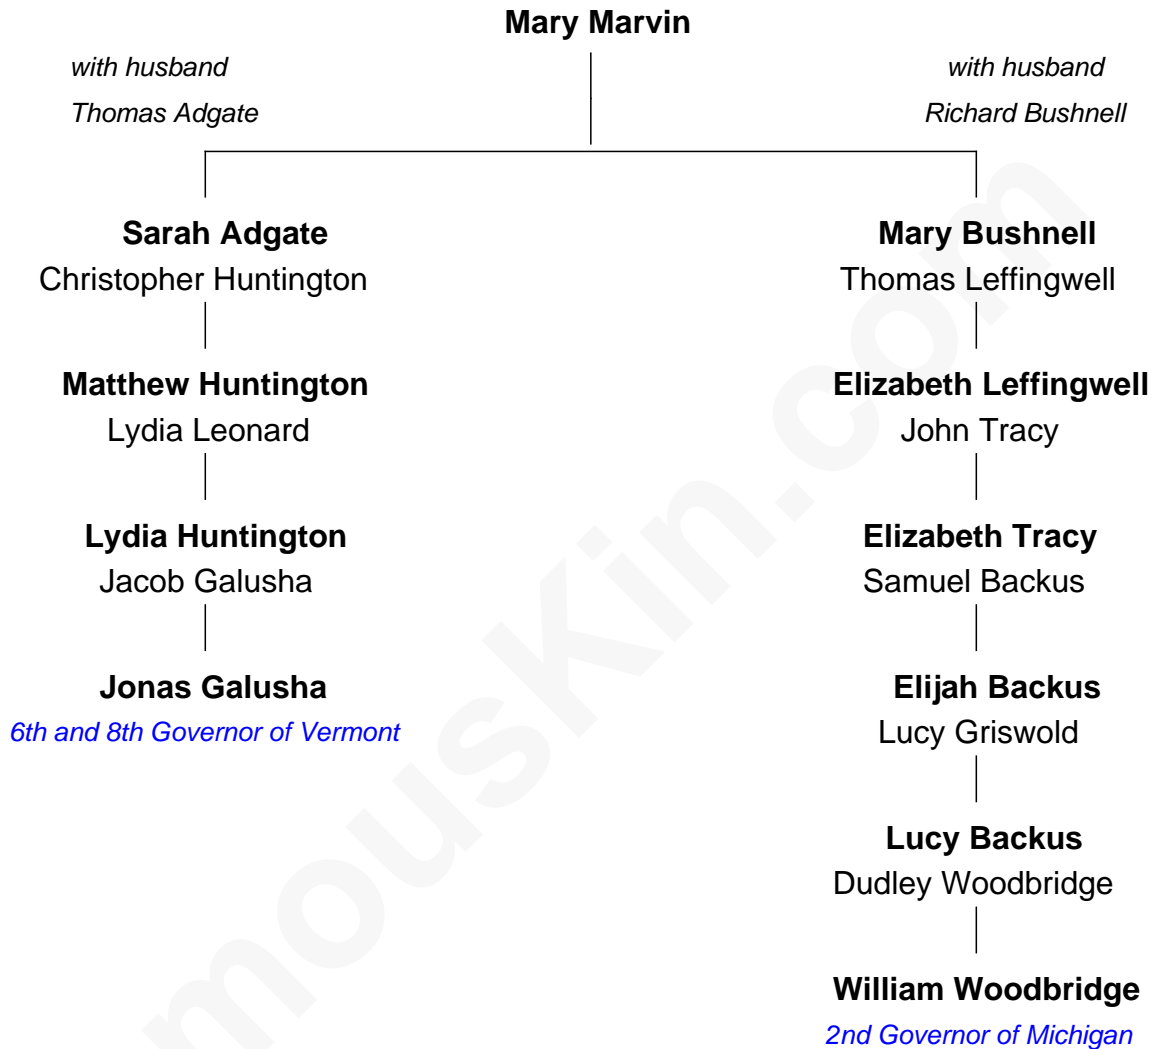 Mary Marvin
with husband
Thomas Adgate
with husband
Richard Bushnell
Sarah Adgate
Christopher Huntington
Matthew Huntington
Lydia Leonard
Lydia Huntington
Jacob Galusha
Jonas Galusha
6th and 8th Governor of Vermont
Mary Bushnell
Thomas Leffingwell
Elizabeth Leffingwell
John Tracy
Elizabeth Tracy
Samuel Backus
Elijah Backus
Lucy Griswold
Lucy Backus
Dudley Woodbridge
William Woodbridge
2nd Governor of Michigan
mousKin.com